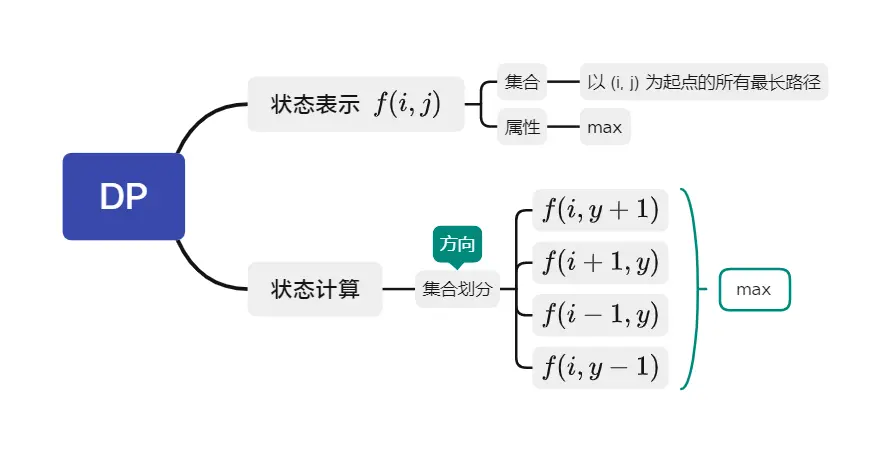 DP
状态表示 f(i, j)
集合
以 (i, j) 为起点的所有最长路径
属性
max
状态计算
方向
集合划分
f(i, y + 1)
f(i + 1, y)
f(i − 1, y)
f(i, y − 1)
max